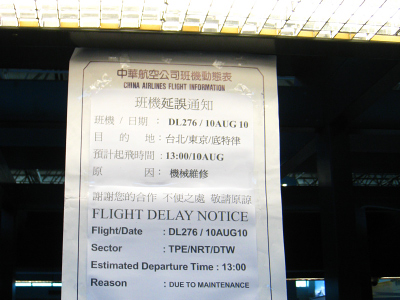 中華航空公司班機動態表
CHINA AIRLINES FLIGHT INFORMATION
班機延誤通知
班機 / 日期 : DL276 / 10AUG 10
目 的 地 : 台北/東京/底特律
預計起飛時間 : 13:00/10AUG
原 因 : 機械維修
謝謝您的合作 不便之處 敬請原諒
FLIGHT DELAY NOTICE
Flight/Date : DL276 / 10AUG10
Sector : TPE/NRT/DTW
Estimated Departure Time : 13:00
Reason : DUE TO MAINTENANCE